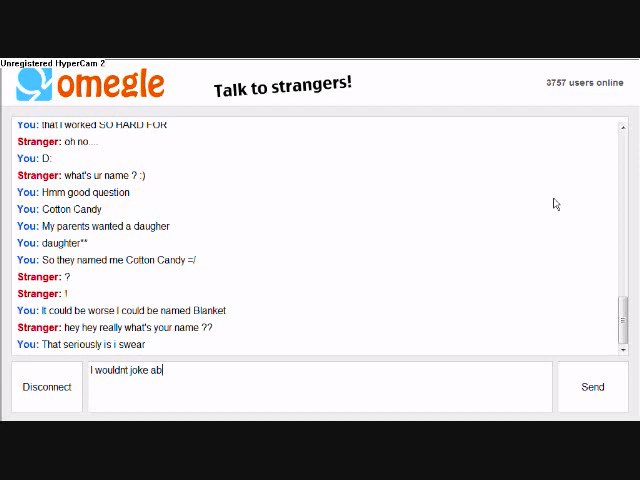 Unregistered HyperCam 2
omegle
Talk to strangers!
3757 users online
You: that I worked SO HARD FOR
Stranger: oh no....
You: D:
Stranger: what's ur name ? :)
You: Hmm good question
You: Cotton Candy
You: My parents wanted a daugher
You: daughter**
You: So they named me Cotton Candy =/
Stranger: ?
Stranger: !
You: It could be worse I could be named Blanket
Stranger: hey hey really what's your name ??
You: That seriously is i swear
Disconnect
I wouldnt joke ab
Send